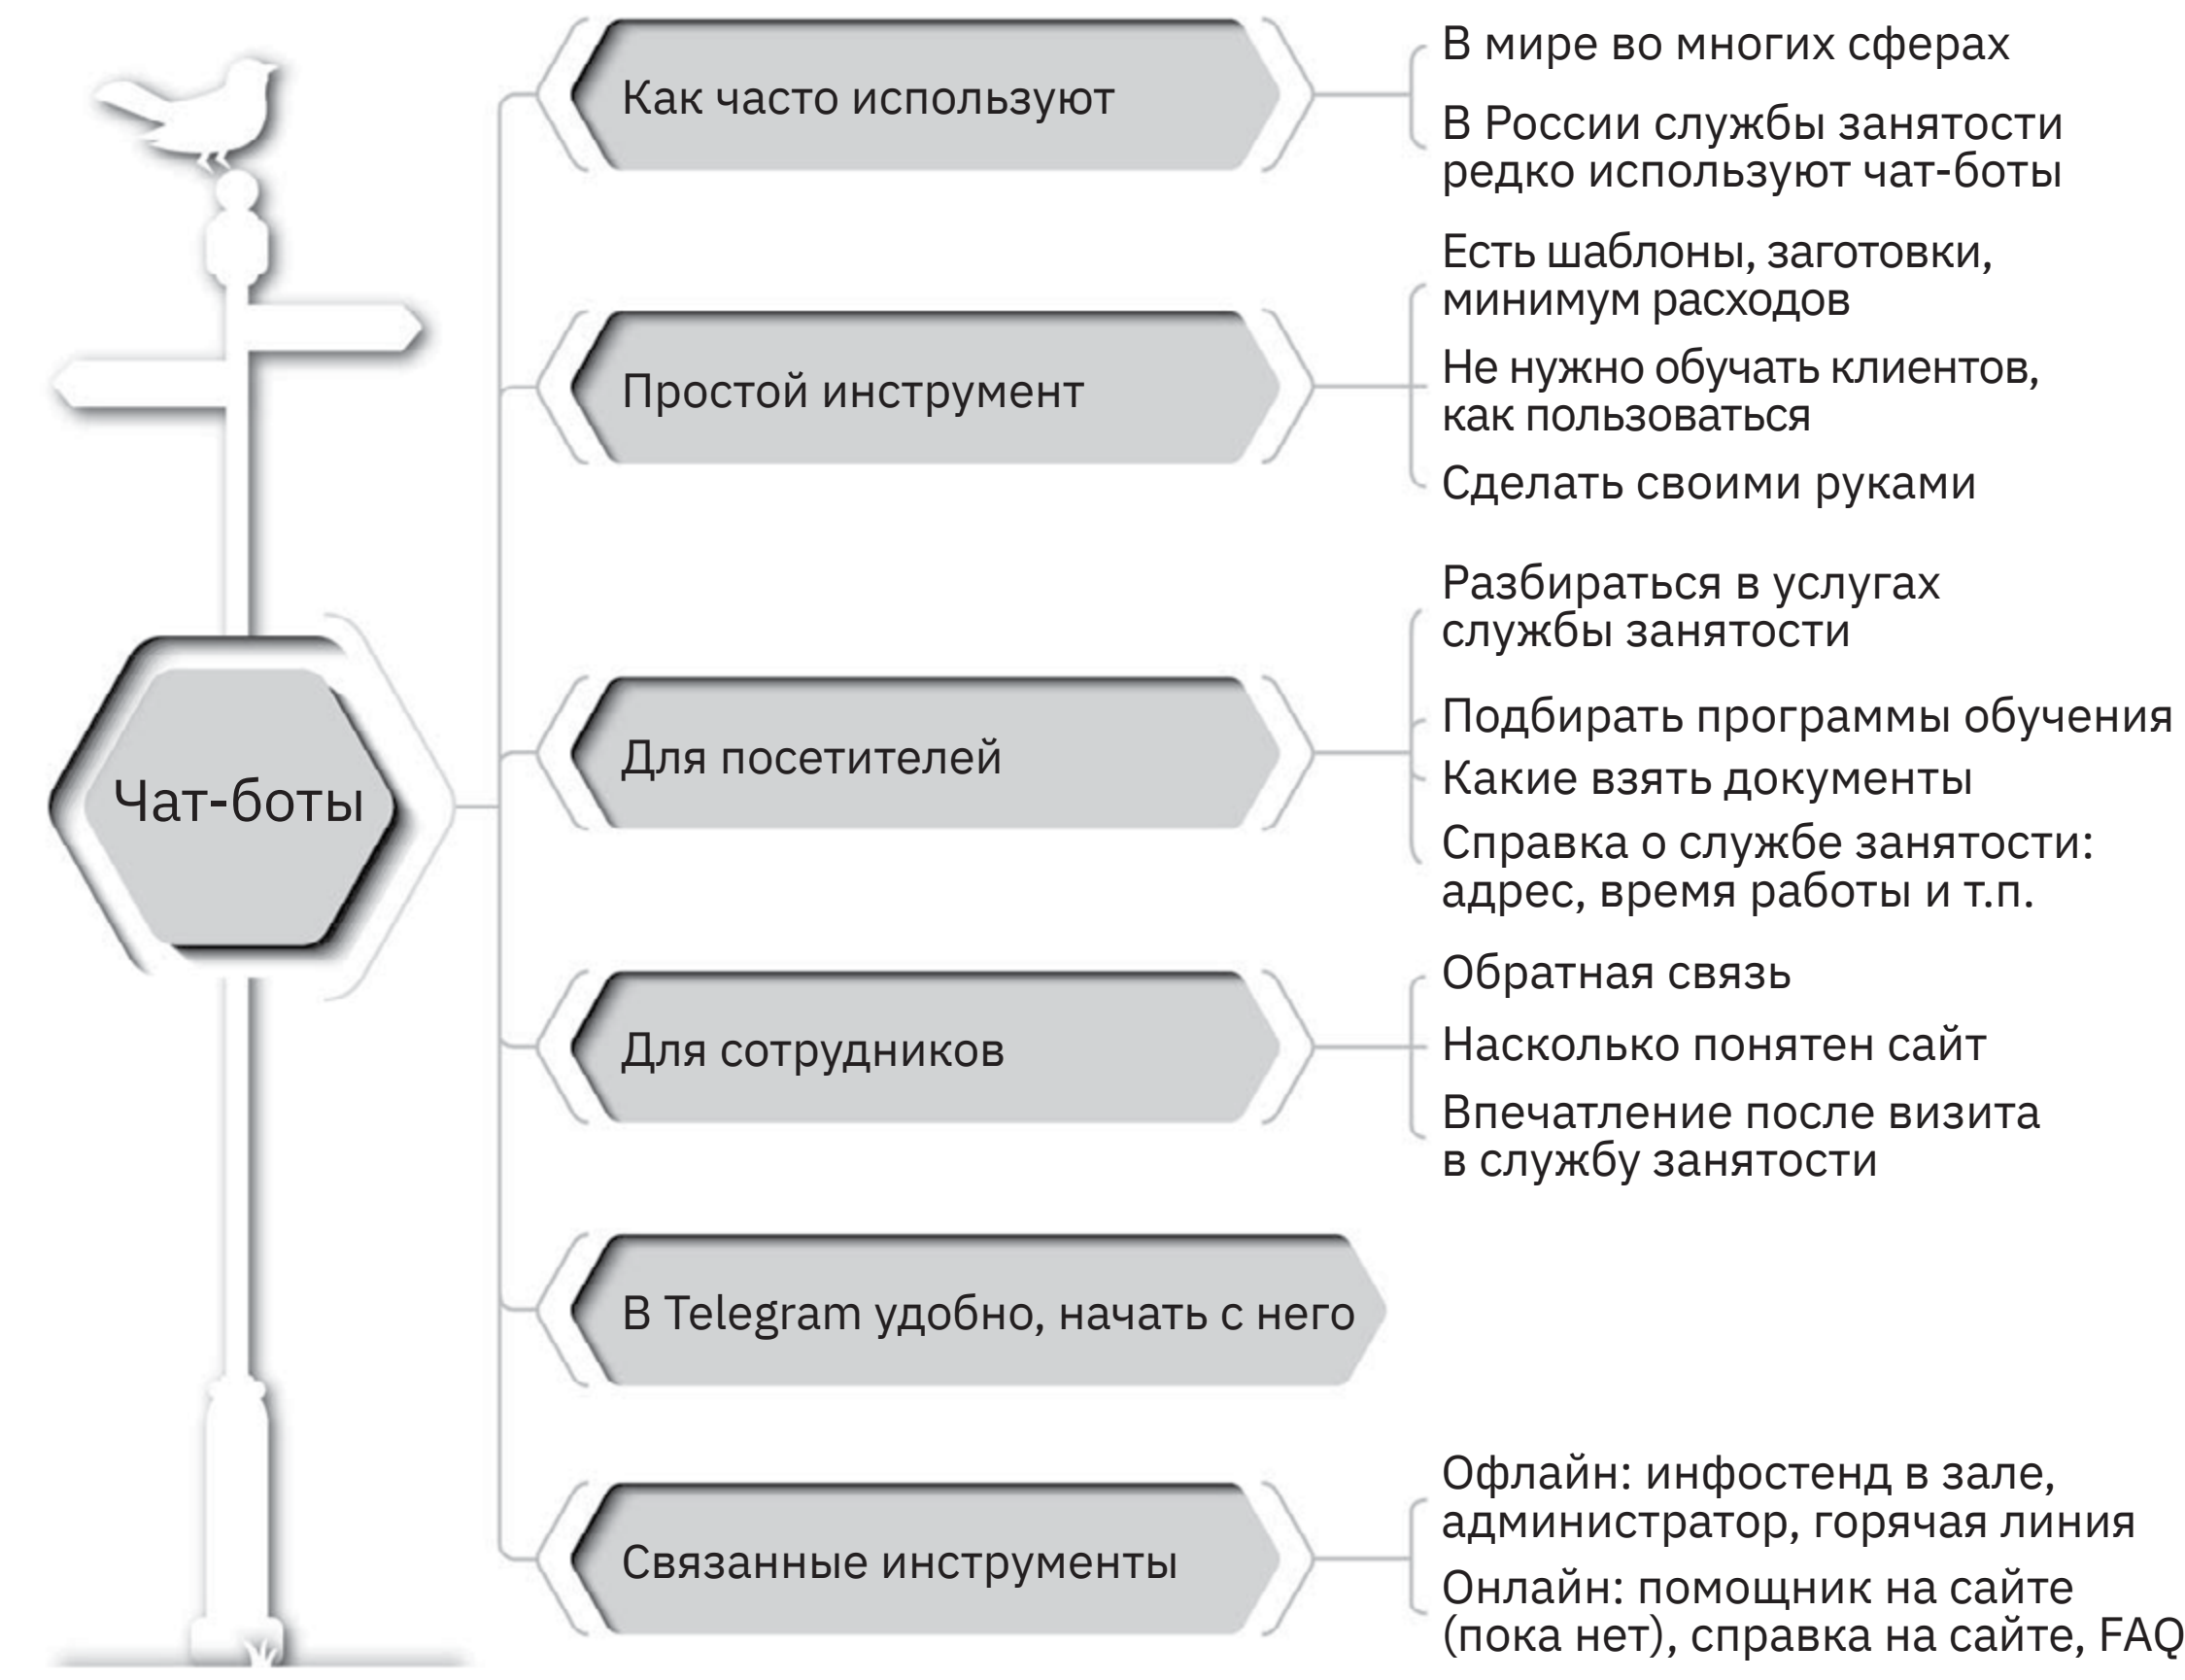 Чат-боты
Как часто используют
В мире во многих сферах
В России службы занятости
редко используют чат-боты
Простой инструмент
Есть шаблоны, заготовки,
минимум расходов
Не нужно обучать клиентов,
как пользоваться
Сделать своими руками
Для посетителей
Разбираться в услугах
службы занятости
Подбирать программы обучения
Какие взять документы
Справка о службе занятости:
адрес, время работы и т.п.
Для сотрудников
Обратная связь
Насколько понятен сайт
Впечатление после визита
в службу занятости
В Telegram удобно, начать с него
Связанные инструменты
Офлайн: инфостенд в зале,
администратор, горячая линия
Онлайн: помощник на сайте
(пока нет), справка на сайте, FAQ